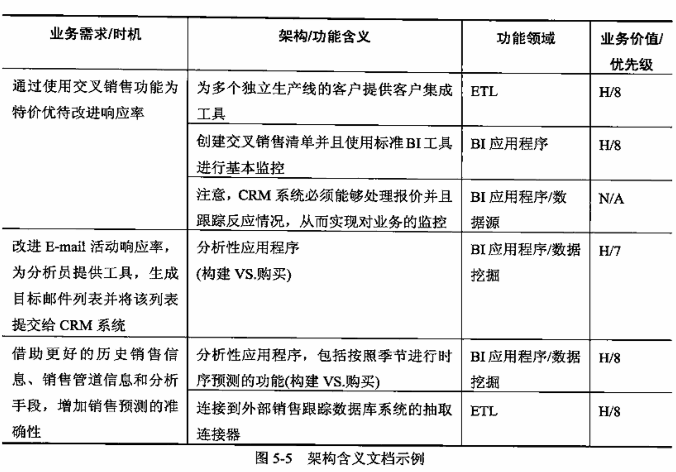 业务需求/时机
架构/功能含义
功能领域
业务价值/
优先级
通过使用交叉销售功能为
特价优待改进响应率
为多个独立生产线的客户提供客户集成
工具
ETL
H/8
创建交叉销售清单并且使用标准BI工具
进行基本监控
BI应用程序
H/8
注意，CRM系统必须能够处理报价并且
跟踪反应情况，从而实现对业务的监控
BI应用程序/数
据源
N/A
改进E-mail活动响应率，
为分析员提供工具，生成
目标邮件列表并将该列表
提交给CRM系统
分析性应用程序
(构建VS.购买)
BI应用程序/数据
挖掘
H/7
借助更好的历史销售信
息、销售管道信息和分析
手段，增加销售预测的准
确性
分析性应用程序，包括按照季节进行时
序预测的功能(构建VS.购买)
BI应用程序/数据
挖掘
H/8
连接到外部销售跟踪数据库系统的抽取
连接器
ETL
H/8
图5-5 架构含义文档示例